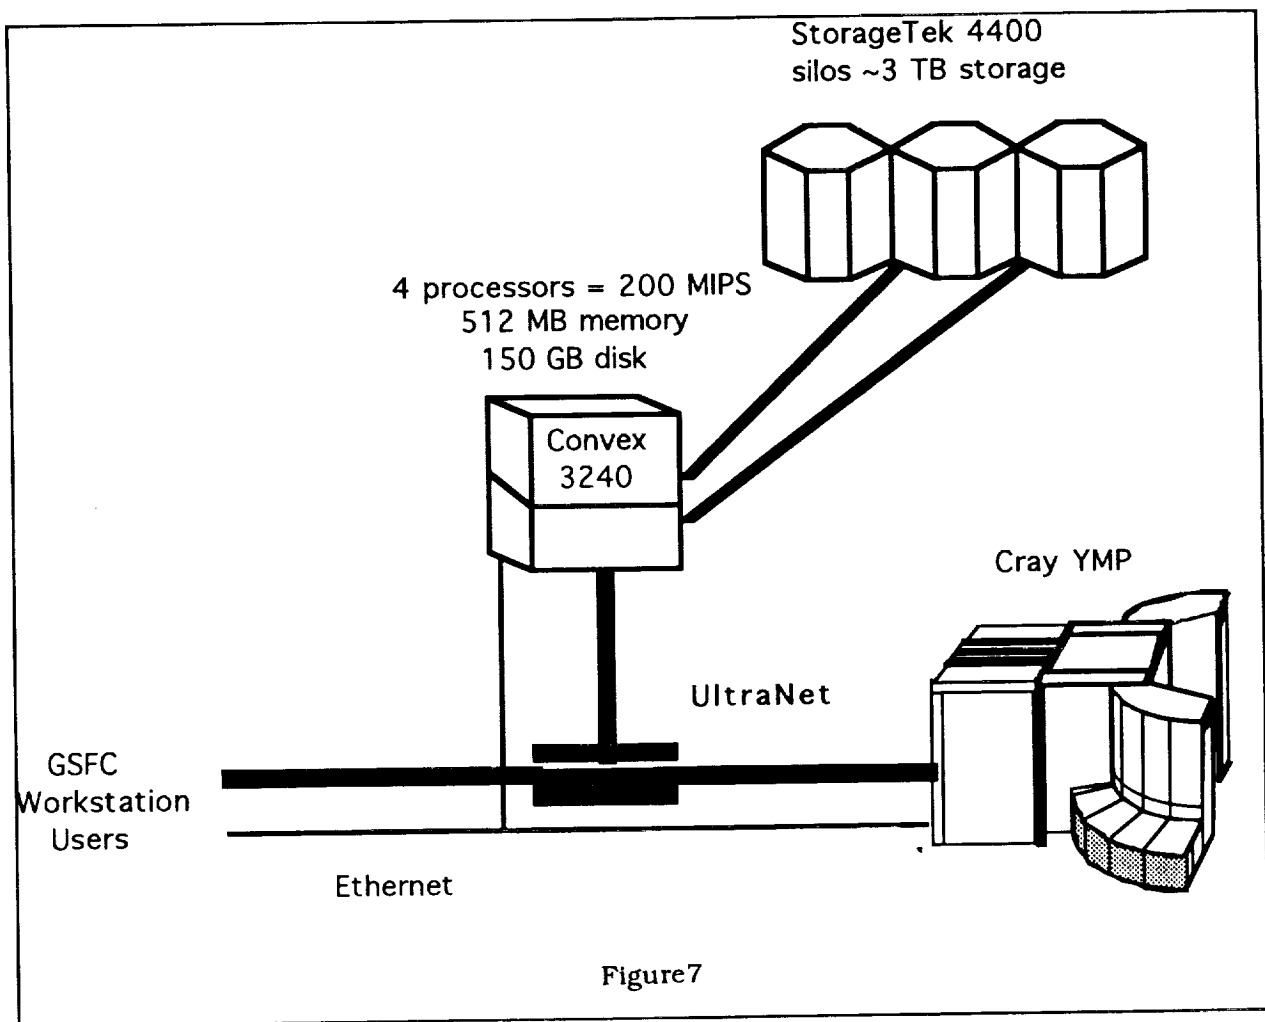 StorageTek 4400
silos ~3 TB storage
4 processors = 200 MIPS
512 MB memory
150 GB disk
Convex
3240
Cray YMP
UltraNet
GSFC
Workstation
Users
Ethernet
Figure7